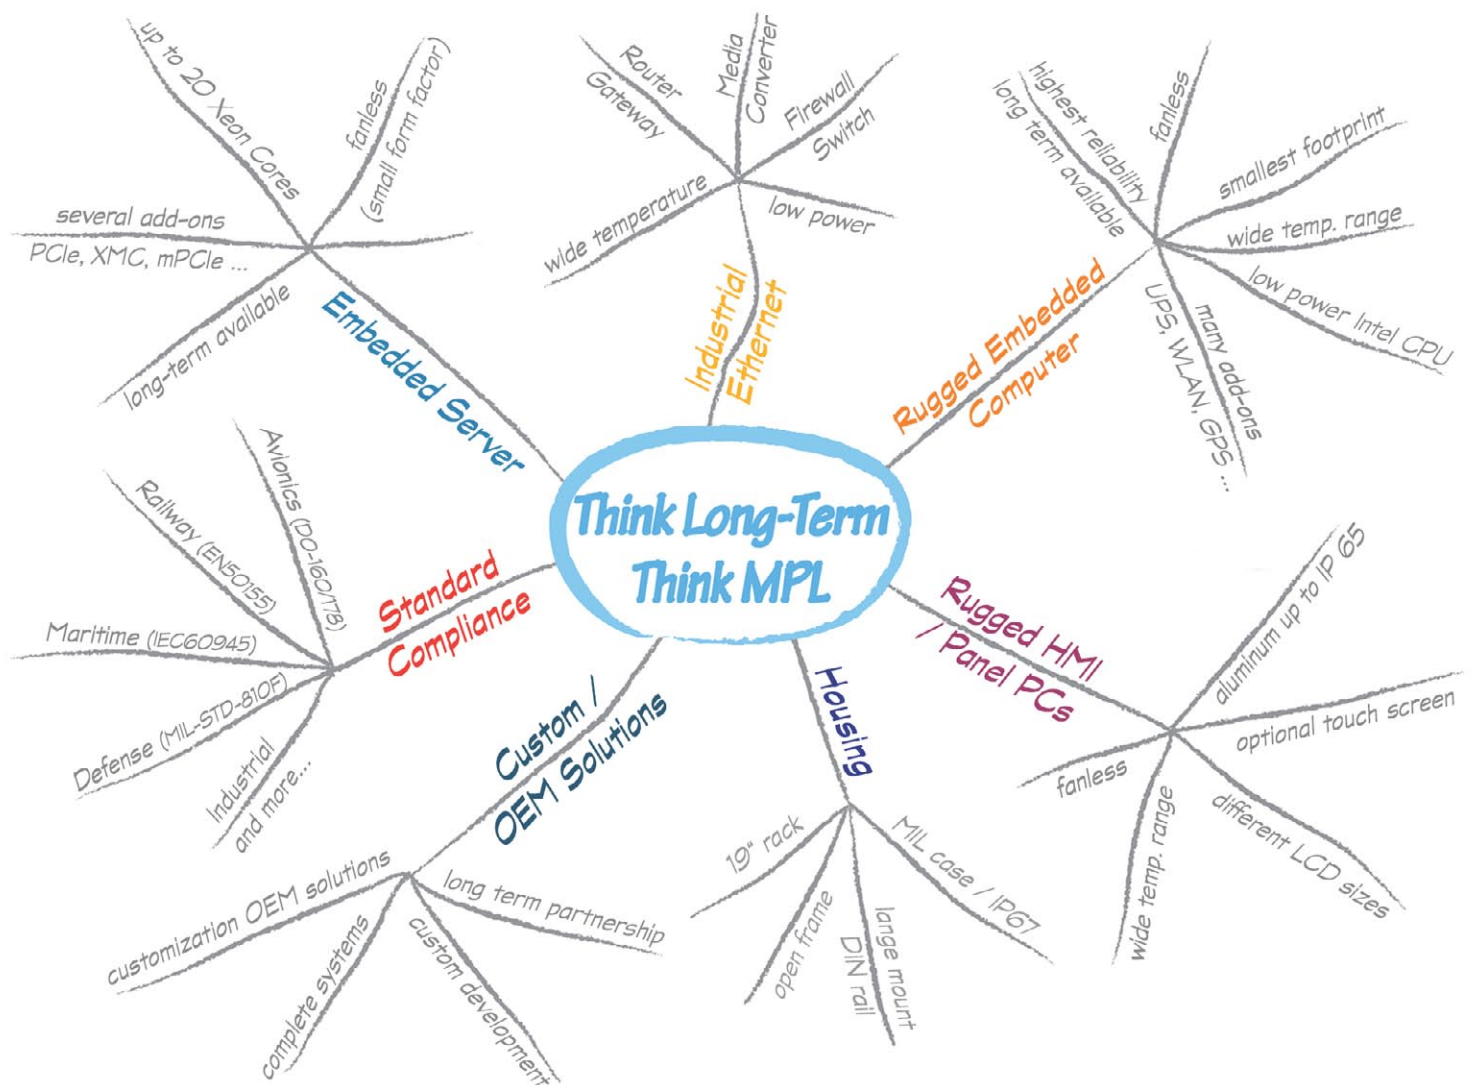 up to 20 Xeon Cores
fanless
(small form factor)
several add-ons
PCIe, XMC, mPCIe ...
long-term available
Embedded Server
Router
Gateway
Media
Converter
Firewall
Switch
wide temperature
low power
Industrial
Ethernet
highest reliability
long term available
fanless
smallest footprint
wide temp. range
low power Intel CPU
many add-ons
UPS, WLAN, GPS ...
Rugged Embedded
Computer
Think Long-Term
Think MPL
Avionics (DO-160/178)
Railway (EN50155)
Maritime (IEC60945)
Defense (MIL-STD-810F)
Industrial
and more...
Standard
Compliance
Custom /
OEM Solutions
customization OEM solutions
complete systems
custom development
long term partnership
Housing
19" rack
open frame
lange mount
DiN rail
MIL case / IP67
Rugged HMI
/ Panel PCs
aluminum up to IP 65
optional touch screen
fanless
wide temp. range
different LCD sizes